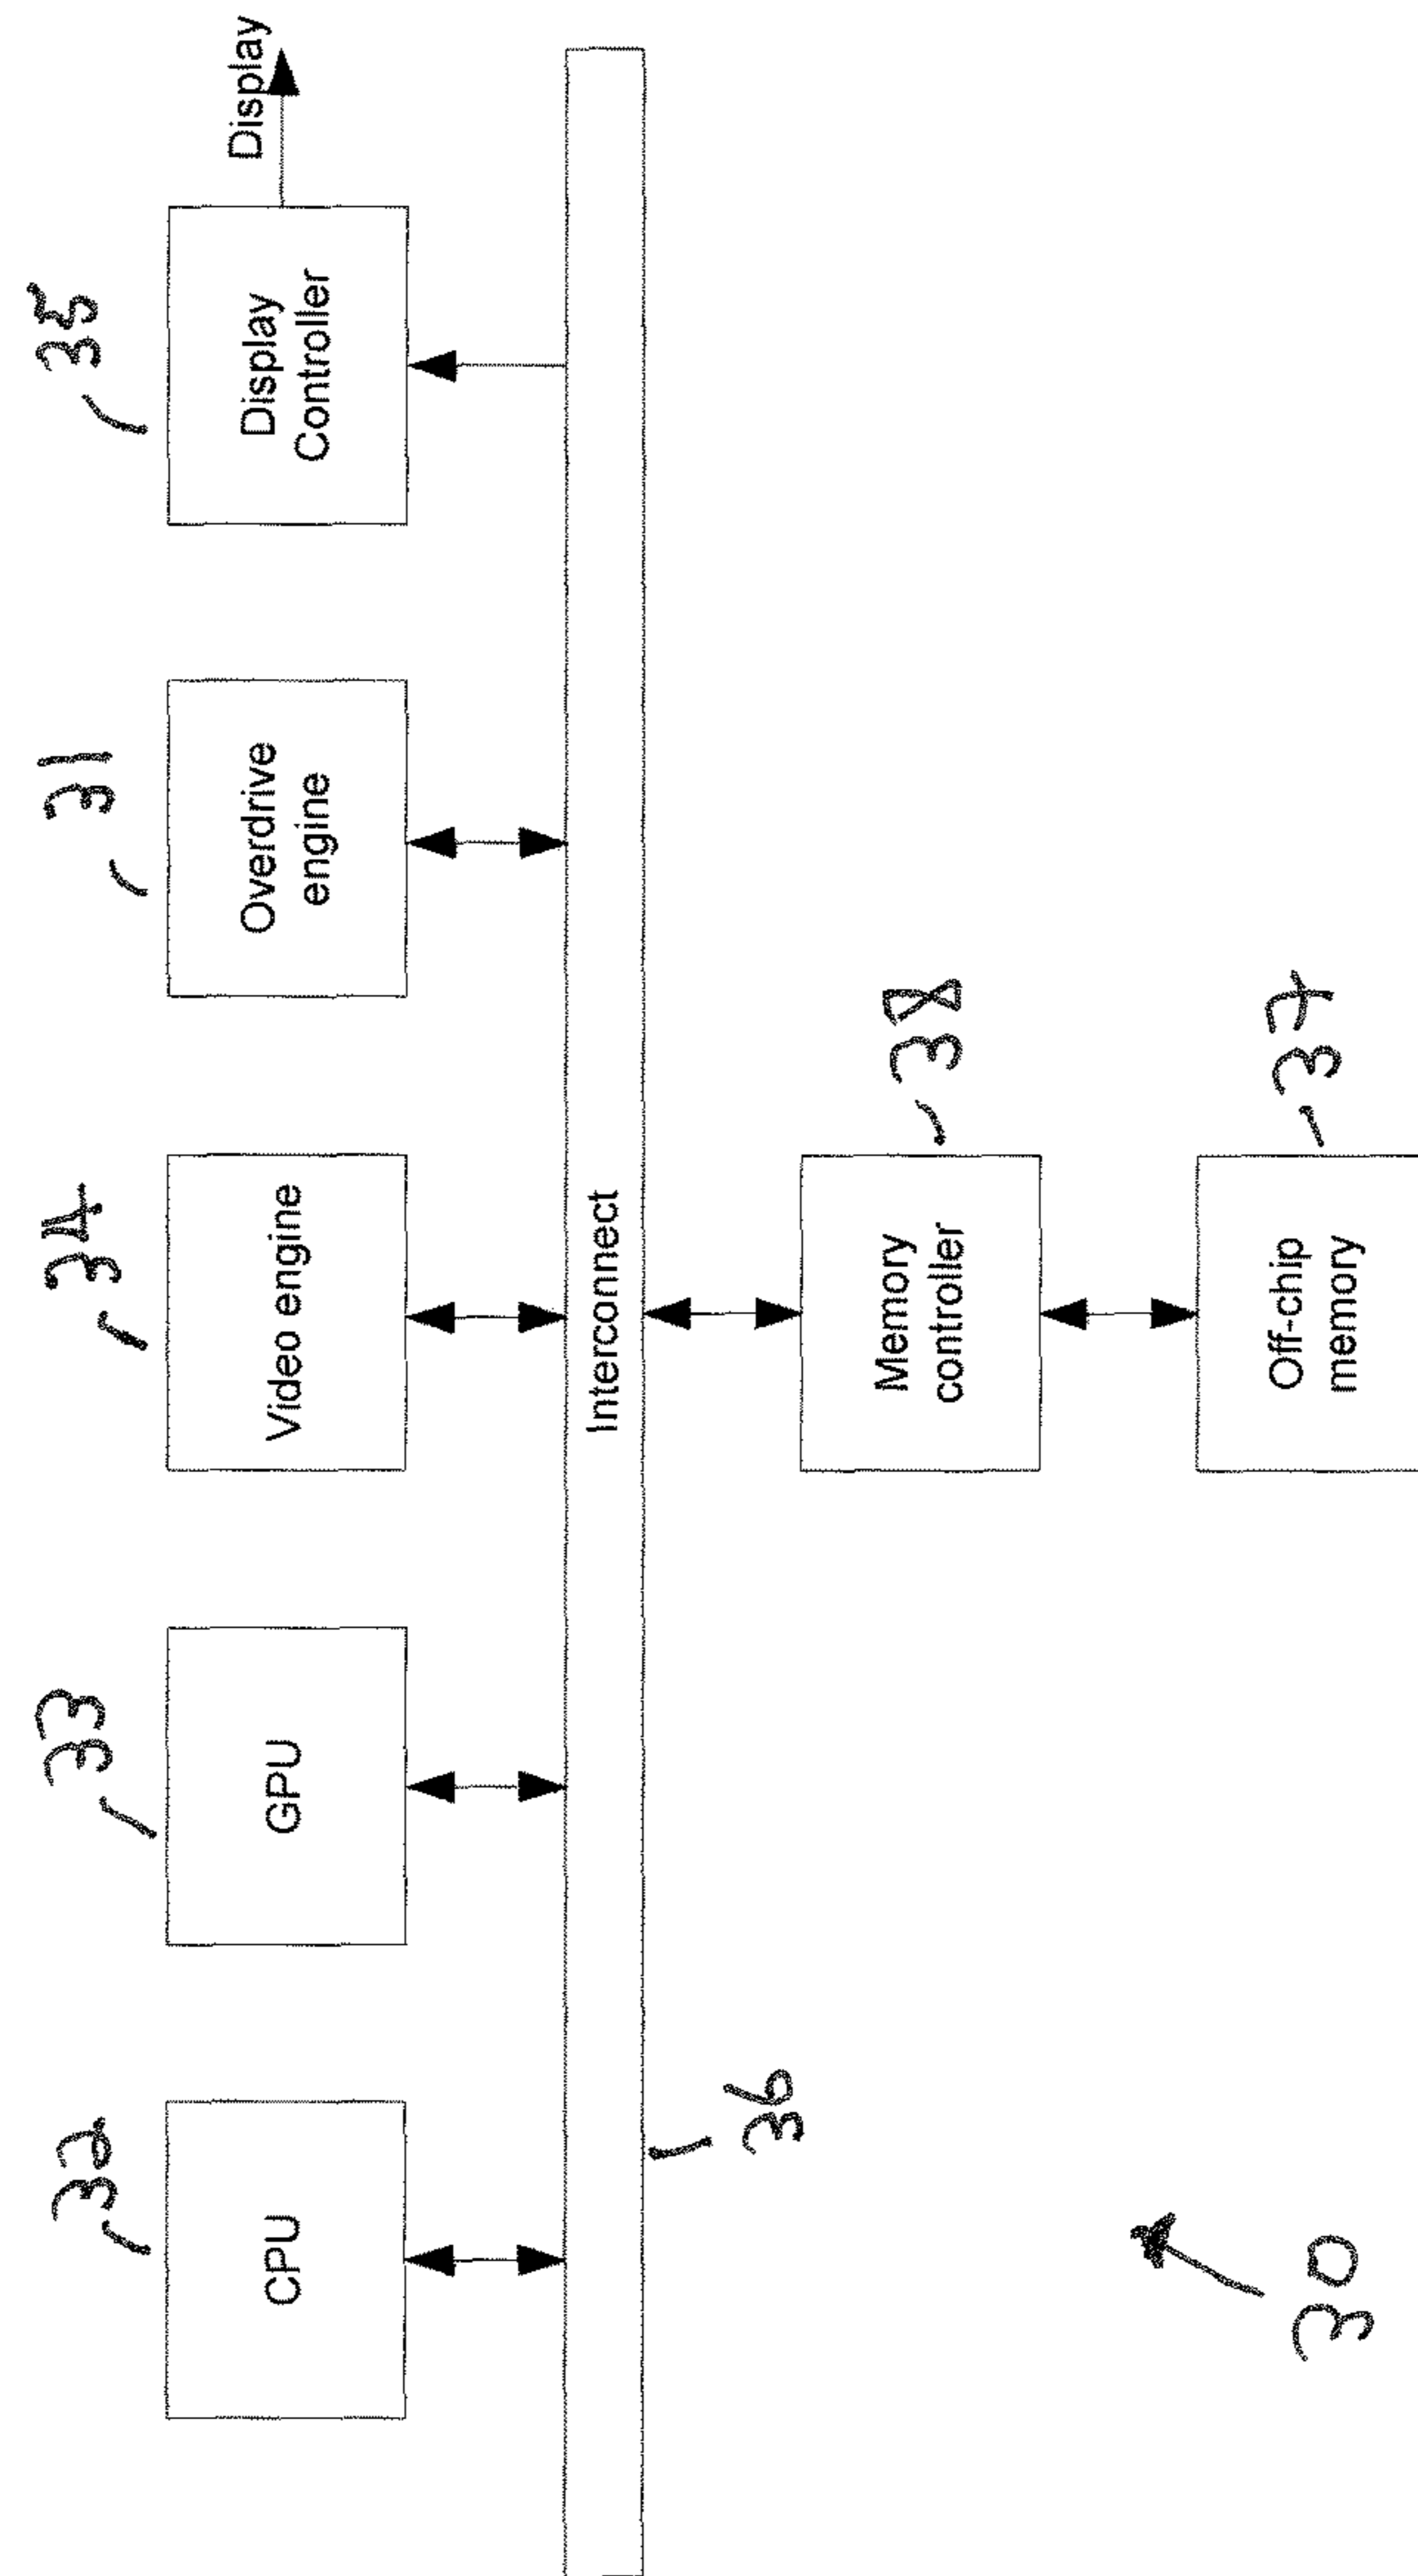 32
CPU
33
GPU
34
Video engine
31
Overdrive
engine
35
Display
Controller
Display
Interconnect
36
Memory
controller
38
Off-chip
memory
37
30